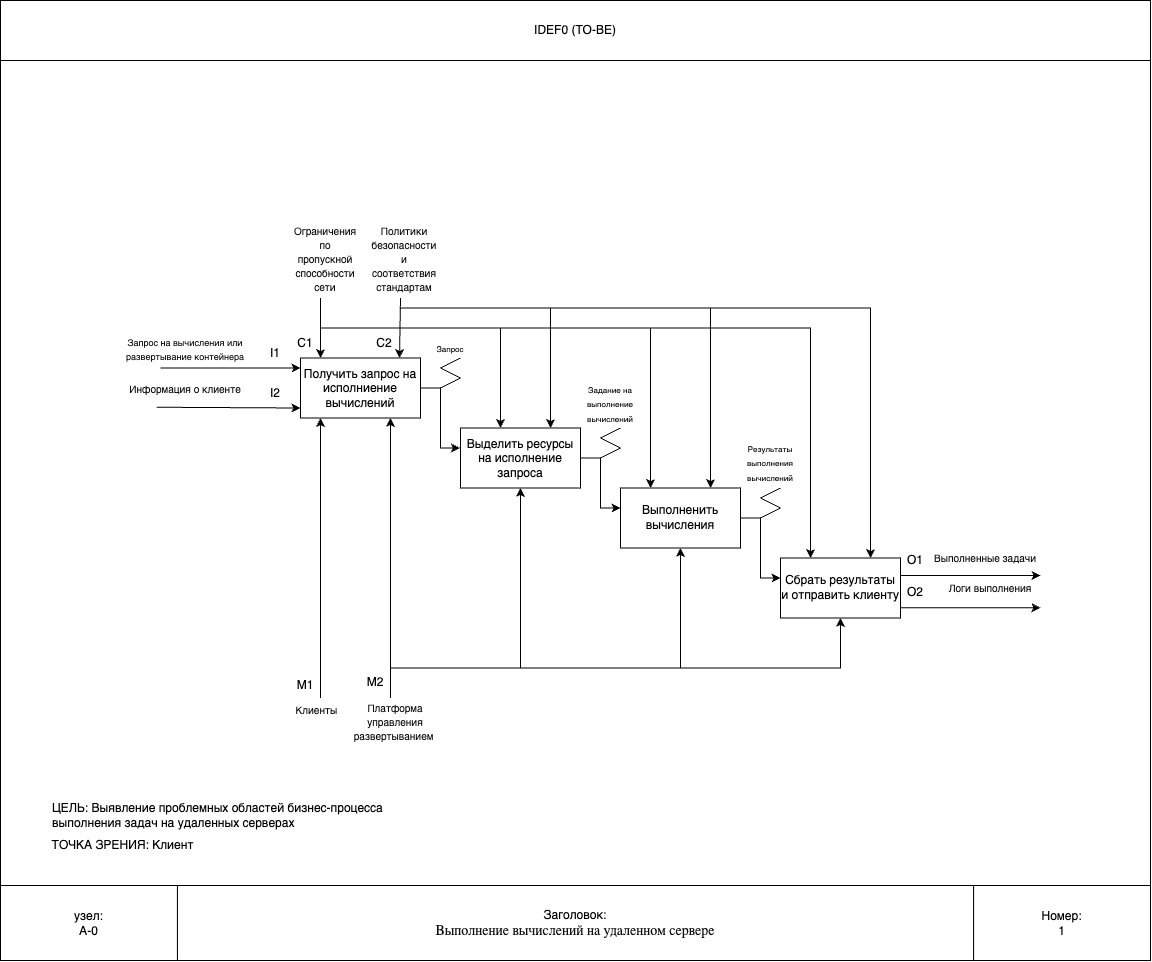 IDEF0 (TO-BE)
Ограничения
по
пропускной
способности
сети
Политики
безопасности
и
соответствия
стандартам
Запрос на вычисления или
развертывание контейнера
I1
C1
C2
Запрос
Информация о клиенте
I2
Получить запрос на
исполниение
вычислений
Задание на
выполнение
вычислений
Выделить ресурсы
на исполнение
запроса
Результаты
выполнения
вычислений
Выполненить
вычисления
Сбрать результаты
и отправить клиенту
O1
Выполненные задачи
O2
Логи выполнения
M1
Клиенты
M2
Платформа
управления
развертыванием
ЦЕЛЬ: Выявление проблемных областей бизнес-процесса
выполнения задач на удаленных серверах
ТОЧКА ЗРЕНИЯ: Клиент
узел:
A-0
Заголовок:
Выполнение вычислений на удаленном сервере
Номер:
1